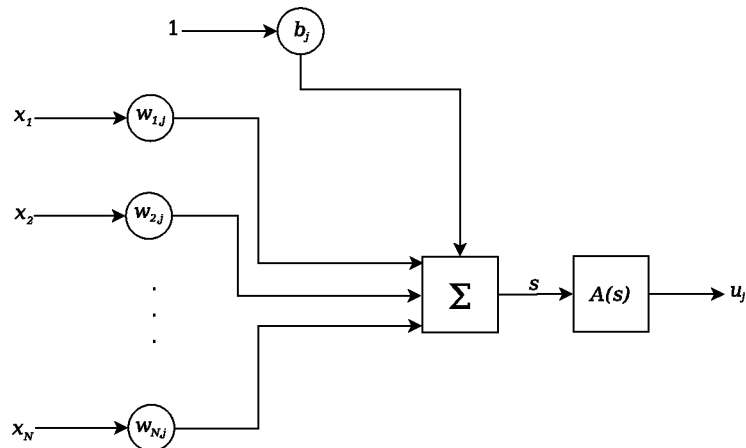 1
b_j
x_1
w_{1,j}
x_2
w_{2,j}
.
.
.
Σ
s
A(s)
u_j
x_N
w_{N,j}